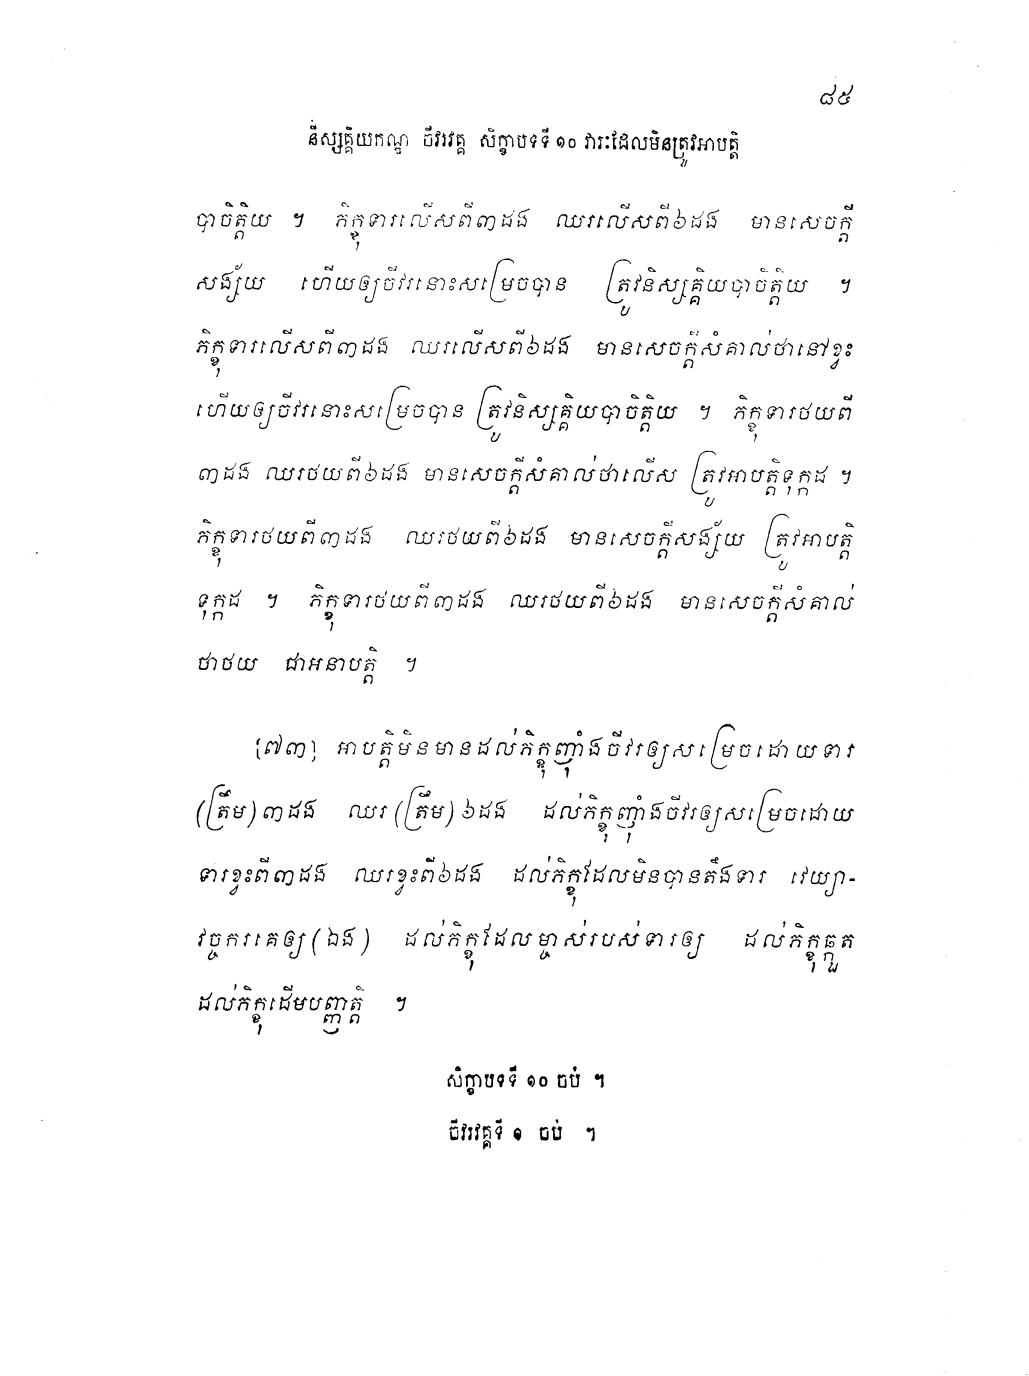 ៨៥
និស្សគ្គិយកណ្ឌ ចីវរវគ្គ សិក្ខាបទទី ១០ វារៈដែលមិនត្រូវអាបត្តិ
បាចិត្តិយ ។ ភិក្ខុទារលើសពី៣ដង ឈរលើសពី៦ដង មានសេចក្តី
សង្ស័យ ហើយឲ្យចីវរនោះសម្រេចបាន ត្រូវនិស្សគ្គិយបាចិត្តិយ ។
ភិក្ខុទារលើសពី៣ដង ឈរលើសពី៦ដង មានសេចក្តីសំគាល់ថានៅខ្វះ
ហើយឲ្យចីវរនោះសម្រេចបាន ត្រូវនិស្សគ្គិយបាចិត្តិយ ។ ភិក្ខុទារថយពី
៣ដង ឈរថយពី៦ដង មានសេចក្តីសំគាល់ថាលើស ត្រូវអាបត្តិទុក្កដ ។
ភិក្ខុទារថយពី៣ដង ឈរថយពី៦ដង មានសេចក្តីសង្ស័យ ត្រូវអាបត្តិ
ទុក្កដ ។ ភិក្ខុទារថយពី៣ដង ឈរថយពី៦ដង មានសេចក្តីសំគាល់
ថាថយ ជាអនាបត្តិ ។
[៧៣] អាបត្តិមិនមានដល់ភិក្ខុញ៉ាំងចីវរឲ្យសម្រេចដោយទារ
(ត្រឹម)៣ដង ឈរ(ត្រឹម)៦ដង ដល់ភិក្ខុញ៉ាំងចីវរឲ្យសម្រេចដោយ
ទារខ្វះពី៣ដង ឈរខ្វះពី៦ដង ដល់ភិក្ខុដែលមិនបានតឹងទារ វេយ្យា-
វច្ចករគេឲ្យ(ឯង) ដល់ភិក្ខុដែលម្ចាស់របស់ទារឲ្យ ដល់ភិក្ខុឆ្កួត
ដល់ភិក្ខុដើមបញ្ញត្តិ ។
សិក្ខាបទទី ១០ ចប់ ។
ចីវរវគ្គទី ១ ចប់ ។